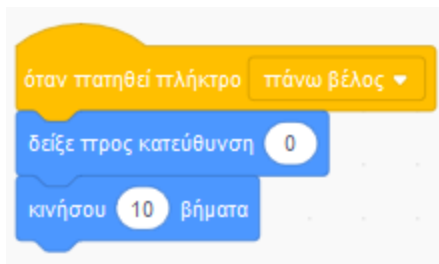 όταν πατηθεί πλήκτρο πάνω βέλος
δείξε προς κατεύθυνση 0
κινήσου 10 βήματα